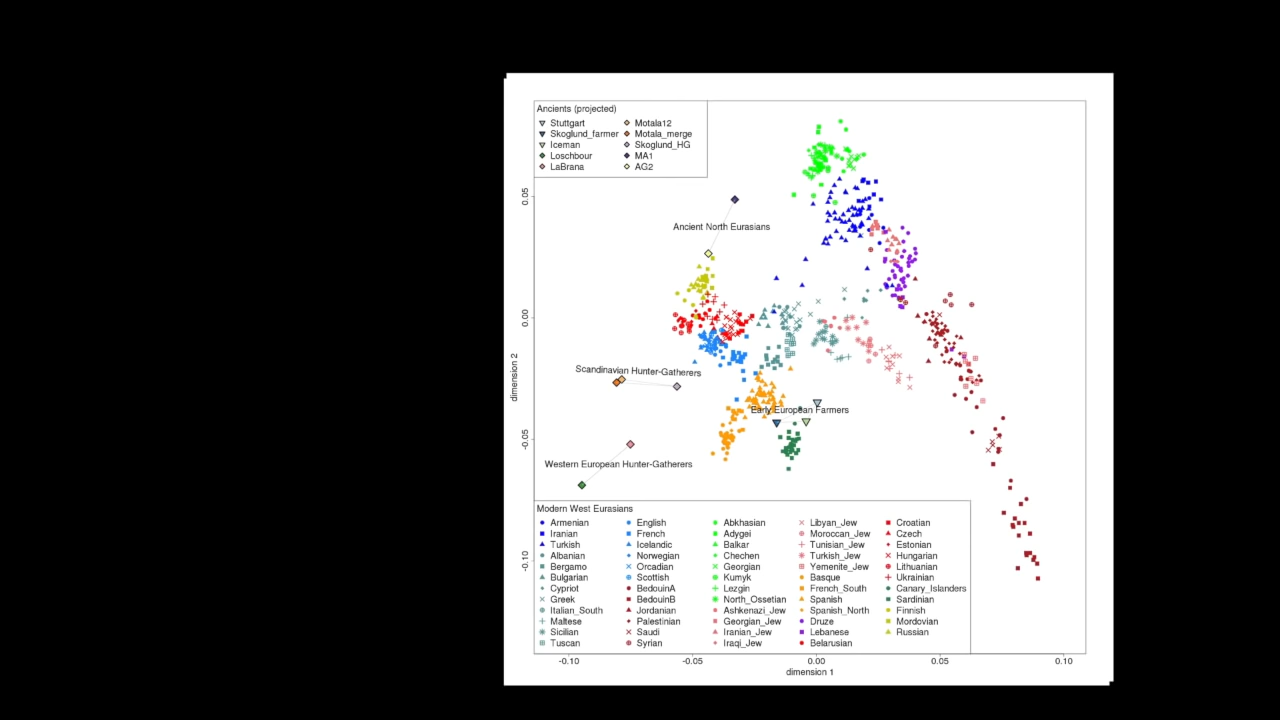 Ancients (projected)
Stuttgart
Skoglund_farmer
Iceman
Loschbour
LaBrana
Motala12
Motala_merge
Skoglund_HG
MA1
AG2
0.05
0.00
-0.05
-0.10
dimension 2
Ancient North Eurasians
Scandinavian Hunter-Gatherers
Early European Farmers
Western European Hunter-Gatherers
Modern West Eurasians
Armenian
Iranian
Turkish
Albanian
Bergamo
Bulgarian
Cypriot
Greek
Italian_South
Maltese
Sicilian
Tuscan
English
French
Icelandic
Norwegian
Orcadian
Scottish
BedouinA
BedouinB
Jordanian
Palestinian
Saudi
Syrian
Abkhasian
Adygei
Balkar
Chechen
Georgian
Kumyk
Lezgin
North_Ossetian
Ashkenazi_Jew
Georgian_Jew
Iranian_Jew
Iraqi_Jew
Libyan_Jew
Moroccan_Jew
Tunisian_Jew
Turkish_Jew
Yemenite_Jew
Basque
French_South
Spanish
Spanish_North
Druze
Lebanese
Belarusian
Croatian
Czech
Estonian
Hungarian
Lithuanian
Ukrainian
Canary_Islanders
Sardinian
Finnish
Mordovian
Russian
-0.10
-0.05
0.00
0.05
0.10
dimension 1